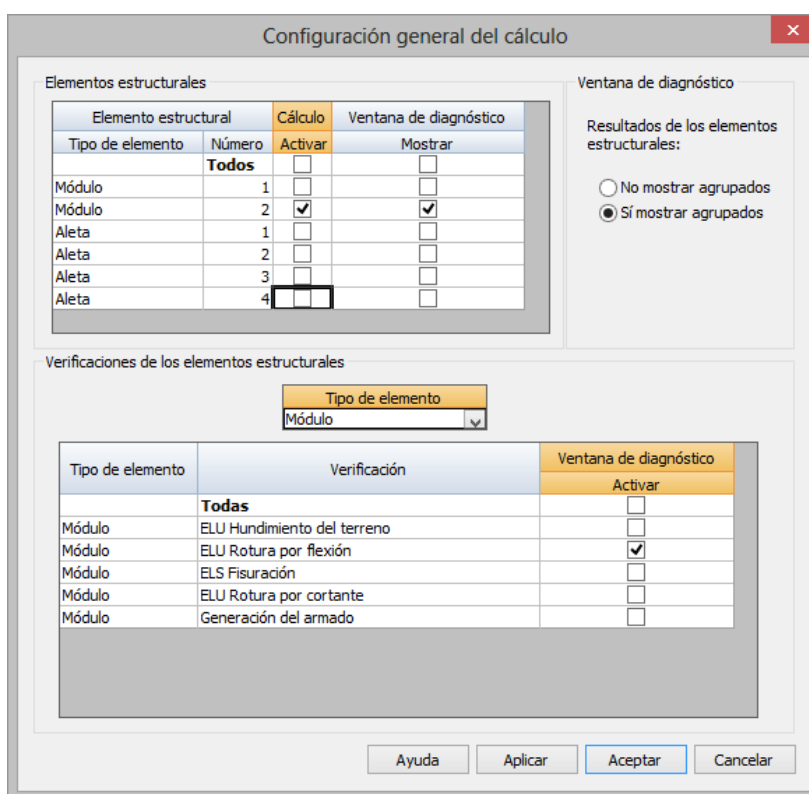 Configuración general del cálculo
Elementos estructurales
Elemento estructural Cálculo Ventana de diagnóstico
Tipo de elemento Número Activar Mostrar
Todos
Módulo 1
Módulo 2
Aleta 1
Aleta 2
Aleta 3
Aleta 4
Ventana de diagnóstico
Resultados de los elementos
estructurales:
No mostrar agrupados
Sí mostrar agrupados
Verificaciones de los elementos estructurales
Tipo de elemento
Módulo
Tipo de elemento Verificación Ventana de diagnóstico
Activar
Todas
Módulo ELU Hundimiento del terreno
Módulo ELU Rotura por flexión
Módulo ELS Fisuración
Módulo ELU Rotura por cortante
Módulo Generación del armado
Ayuda Aplicar Aceptar Cancelar